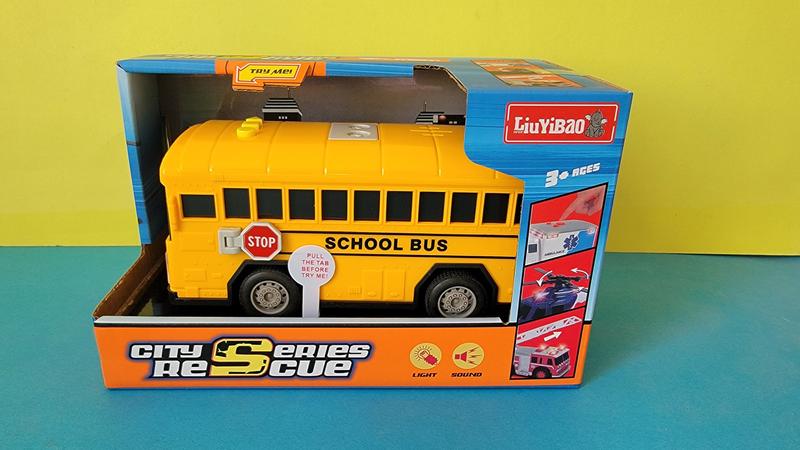 TRY ME!
LiuYiBao
3+ AGES
STOP
SCHOOL BUS
PULL
THE TAB
BEFORE
TRY ME!
AMBULANCE
CITY SERIES
RESCUE
LIGHT
SOUND